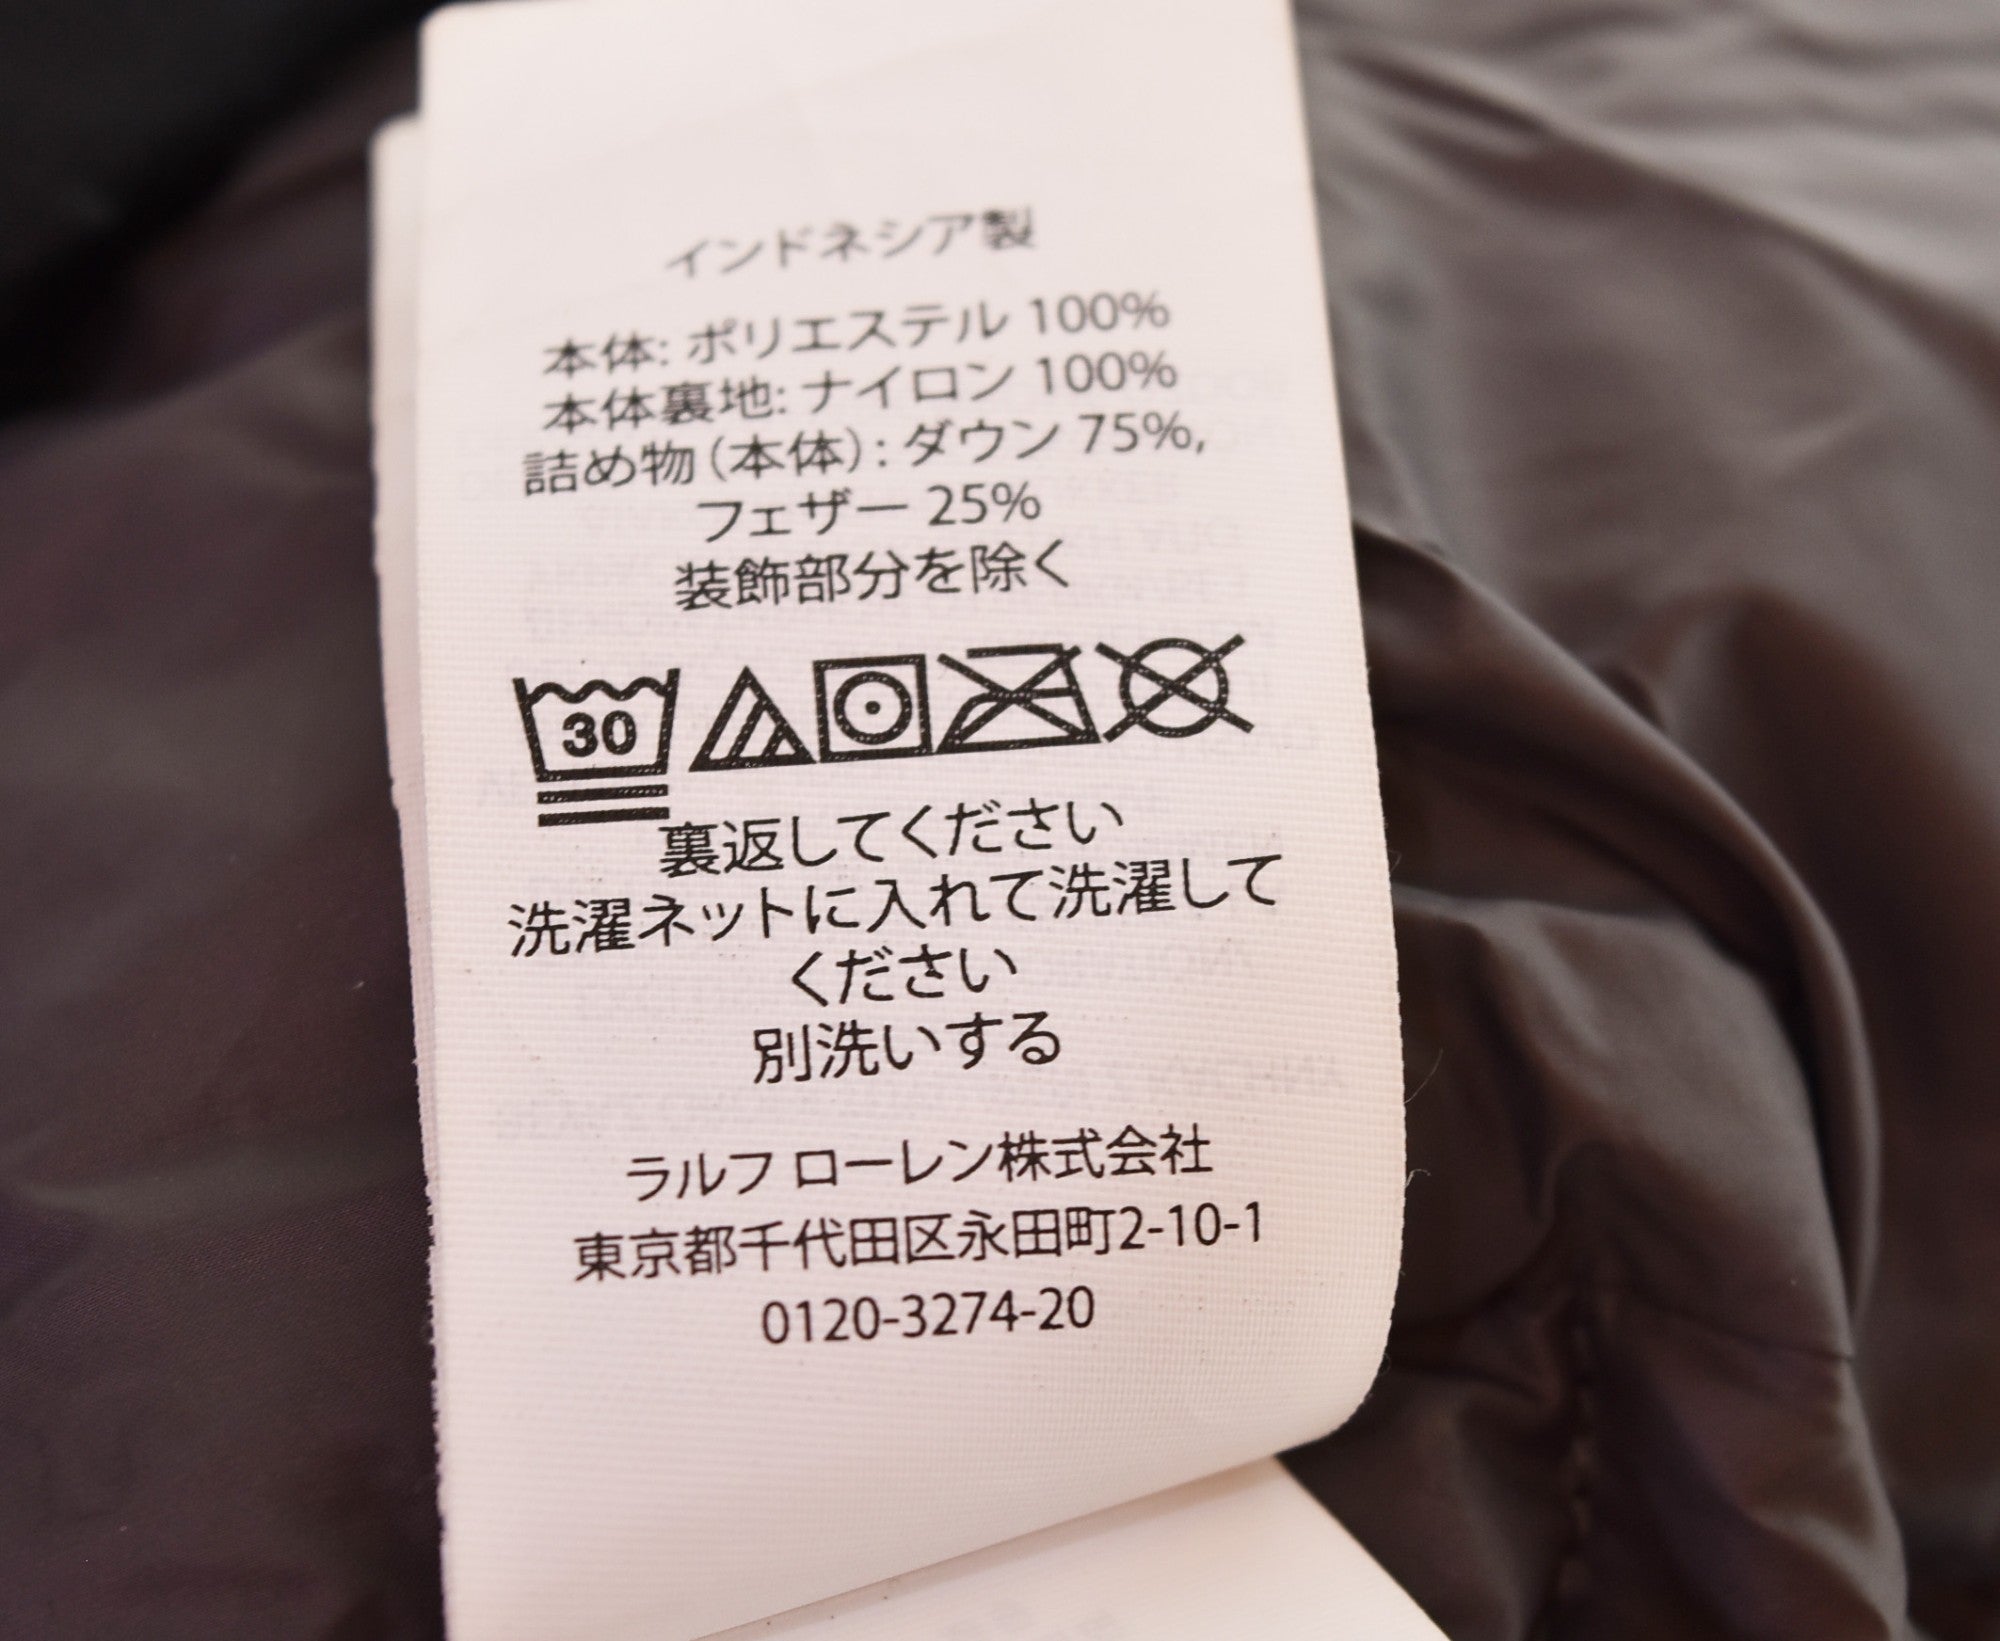 インドネシア製
本体: ポリエステル 100%
本体裏地: ナイロン 100%
詰め物 (本体) : ダウン 75%,
フェザー 25%
装飾部分を除く
30
裏返してください
洗濯ネットに入れて洗濯して
ください
別洗いする
ラルフ ローレン株式会社
東京都千代田区永田町2-10-1
0120-3274-20